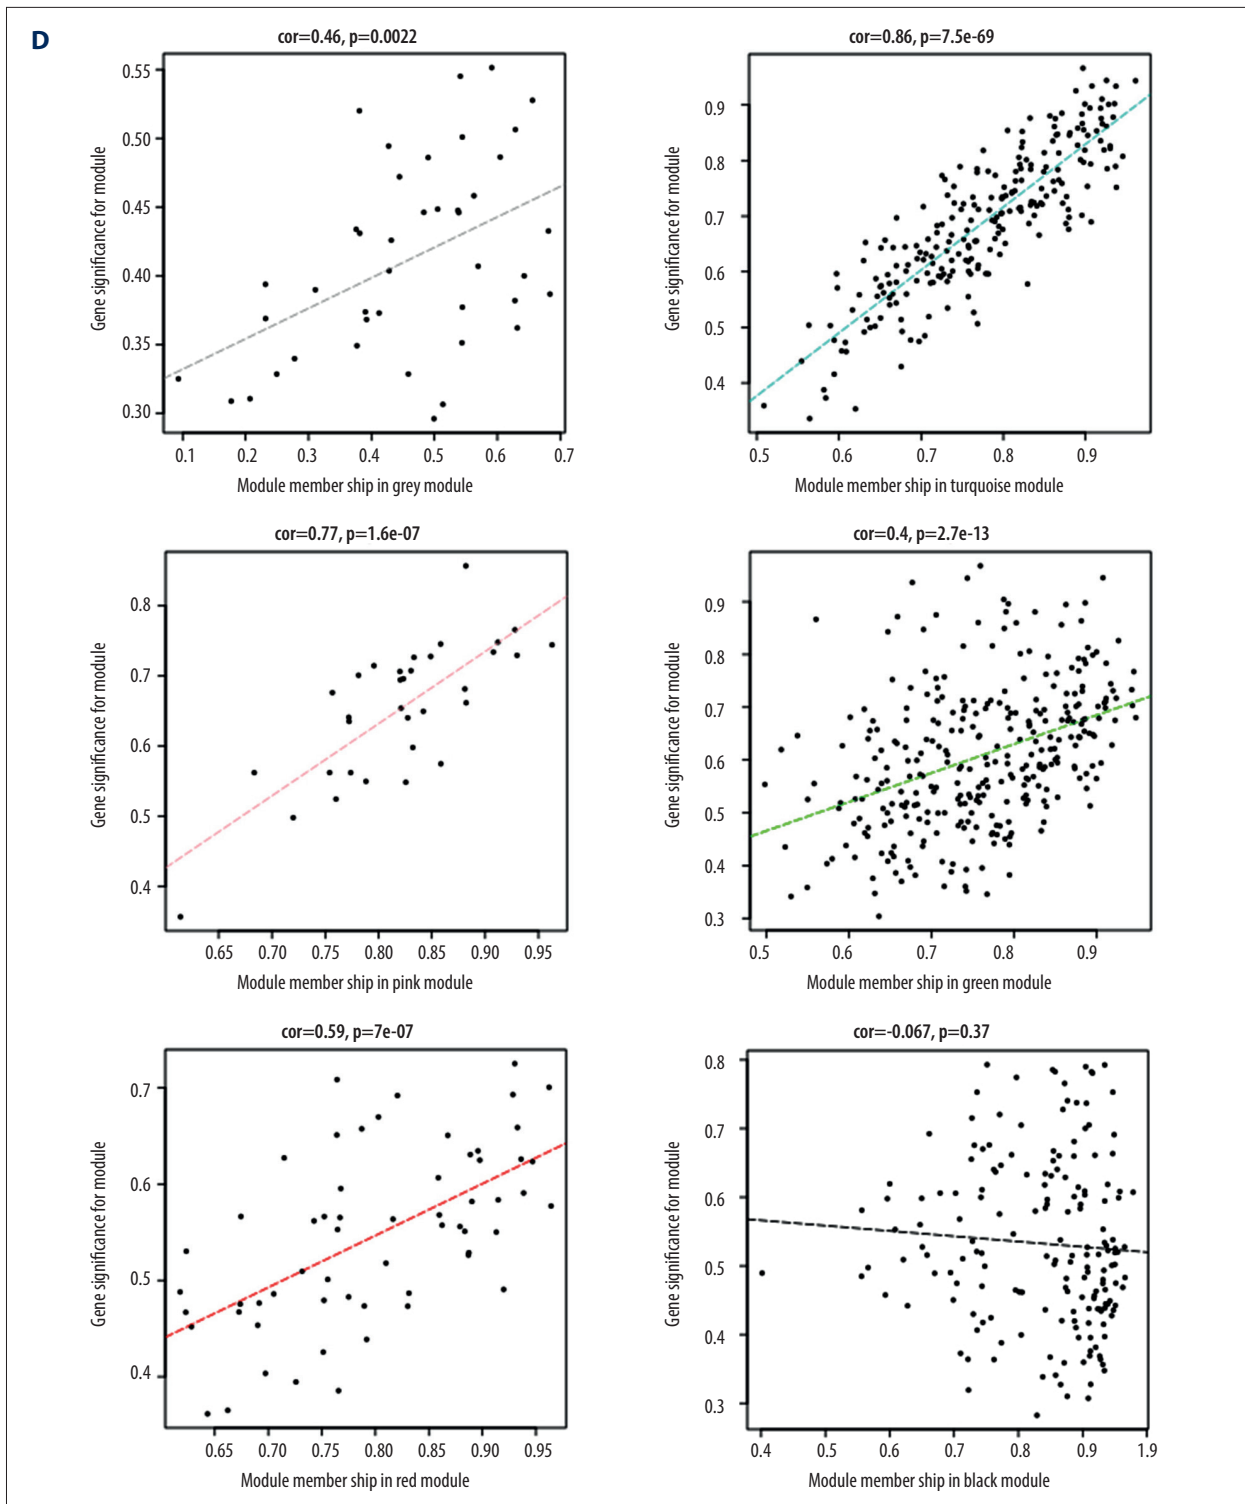 D
cor=0.46, p=0.0022
Gene significance for module
0.55
0.50
0.45
0.40
0.35
0.30
0.1 0.2 0.3 0.4 0.5 0.6 0.7
Module member ship in grey module
cor=0.86, p=7.5e-69
Gene significance for module
0.9
0.8
0.7
0.6
0.5
0.4
0.5 0.6 0.7 0.8 0.9
Module member ship in turquoise module
cor=0.77, p=1.6e-07
Gene significance for module
0.8
0.7
0.6
0.5
0.4
0.65 0.70 0.75 0.80 0.85 0.90 0.95
Module member ship in pink module
cor=0.4, p=2.7e-13
Gene significance for module
0.9
0.8
0.7
0.6
0.5
0.4
0.3
0.5 0.6 0.7 0.8 0.9
Module member ship in green module
cor=0.59, p=7e-07
Gene significance for module
0.7
0.6
0.5
0.4
0.65 0.70 0.75 0.80 0.85 0.90 0.95
Module member ship in red module
cor=-0.067, p=0.37
Gene significance for module
0.8
0.7
0.6
0.5
0.4
0.3
0.4 0.5 0.6 0.7 0.8 0.9 1.9
Module member ship in black module